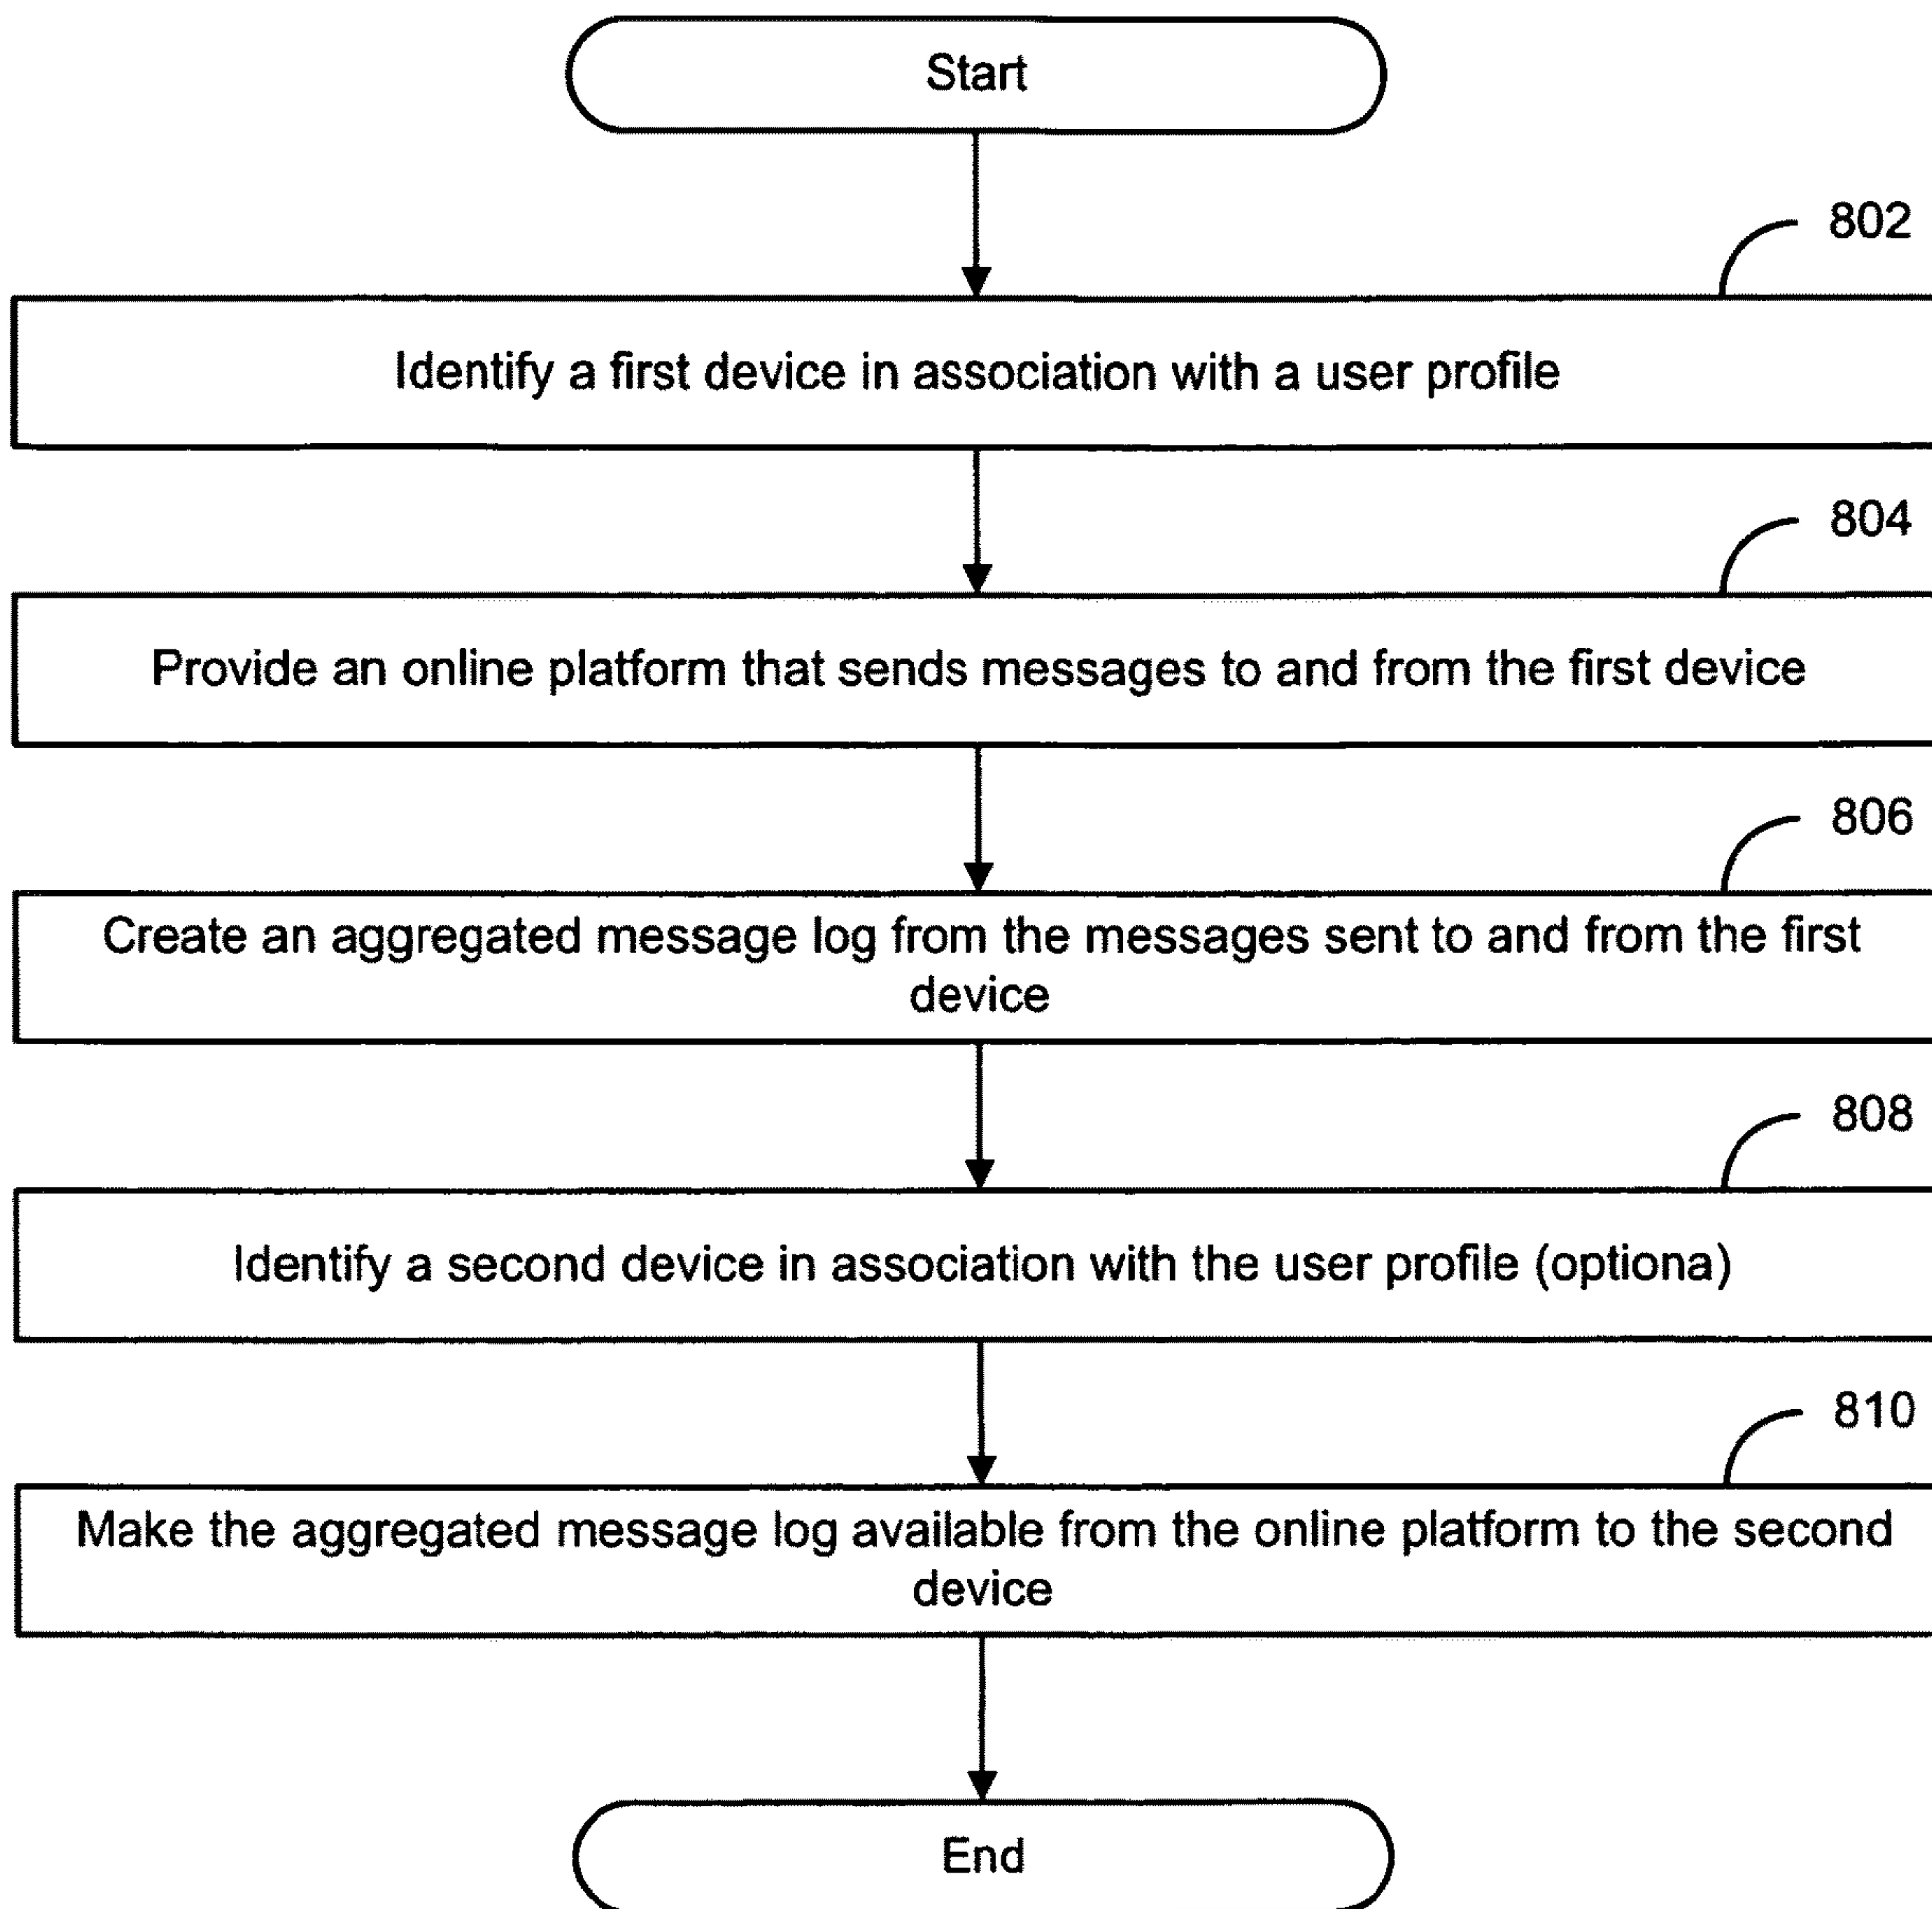 Start
802
Identify a first device in association with a user profile
804
Provide an online platform that sends messages to and from the first device
806
Create an aggregated message log from the messages sent to and from the first
device
808
Identify a second device in association with the user profile (optiona)
810
Make the aggregated message log available from the online platform to the second
device
End